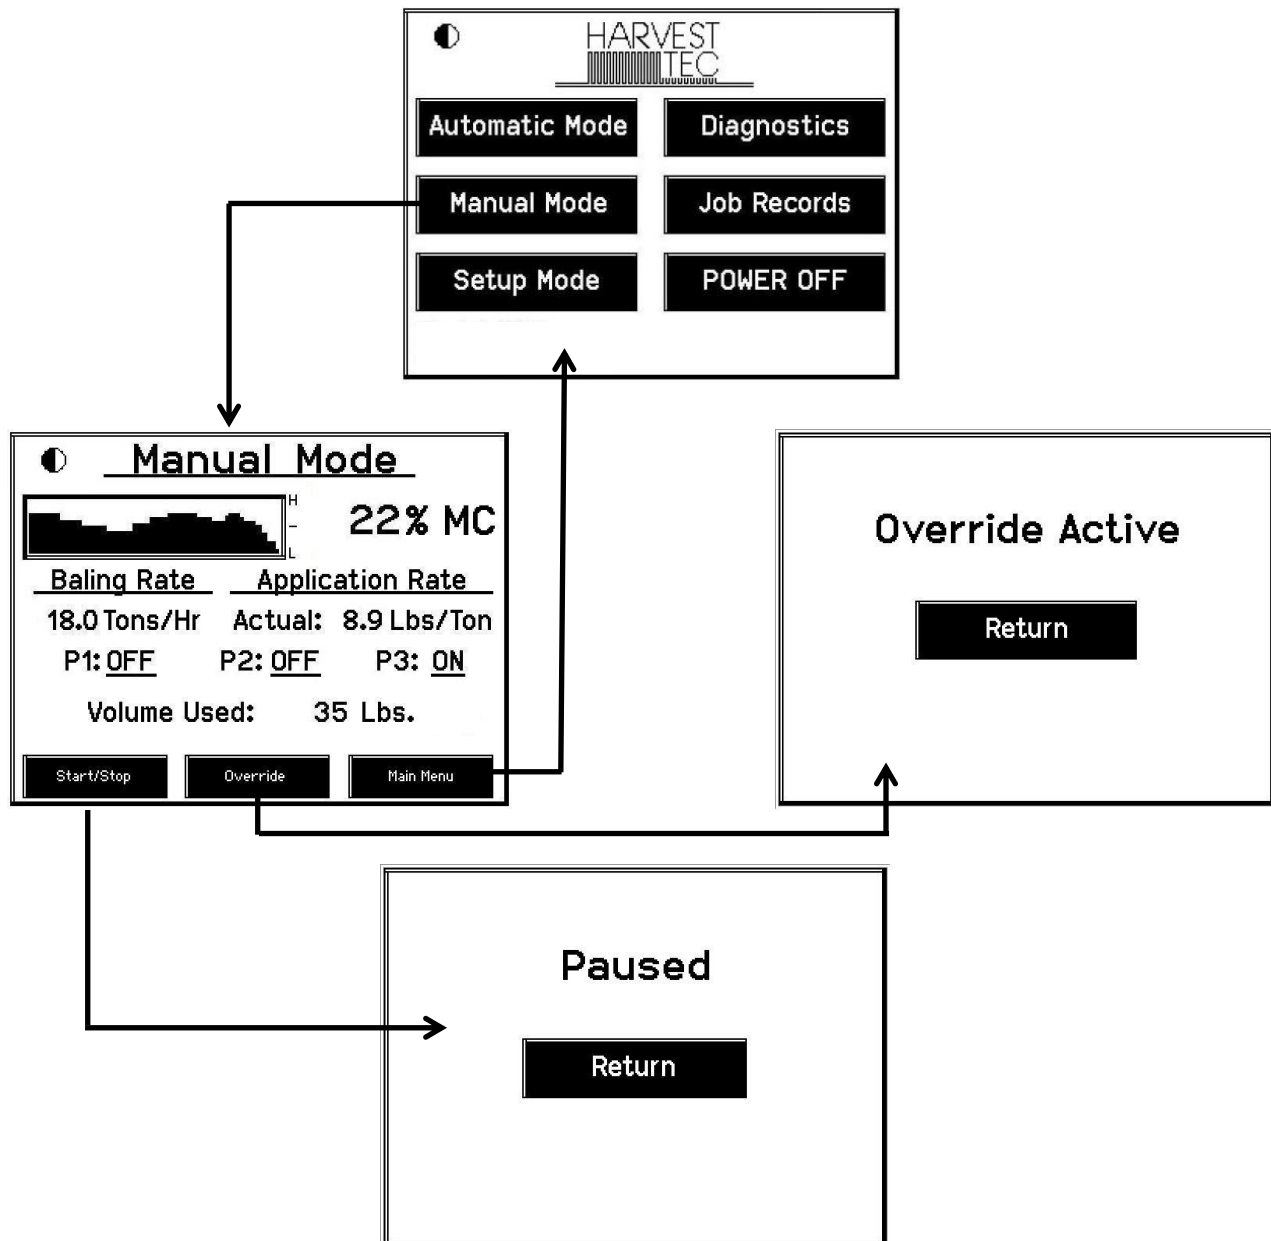 HARVEST
TEC
Automatic Mode Diagnostics
Manual Mode Job Records
Setup Mode POWER OFF
Manual Mode
H
22% MC
-
L
Baling Rate Application Rate
18.0 Tons/Hr Actual: 8.9 Lbs/Ton
P1: OFF P2: OFF P3: ON
Volume Used: 35 Lbs.
Start/Stop Override Main Menu
Override Active
Return
Paused
Return